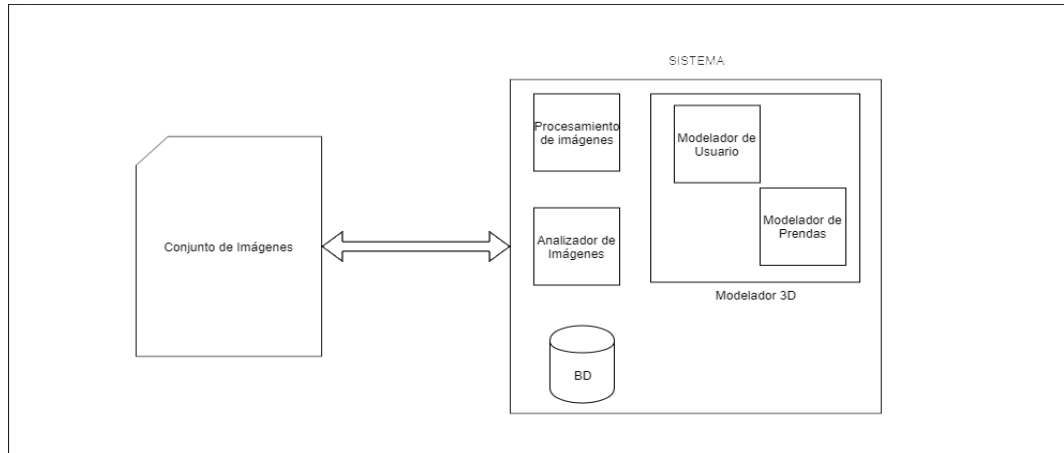 SISTEMA
Procesamiento
de imágenes
Modelador de
Usuario
Modelador de
Prendas
Conjunto de Imágenes
Analizador de
Imágenes
Modelador 3D
BD